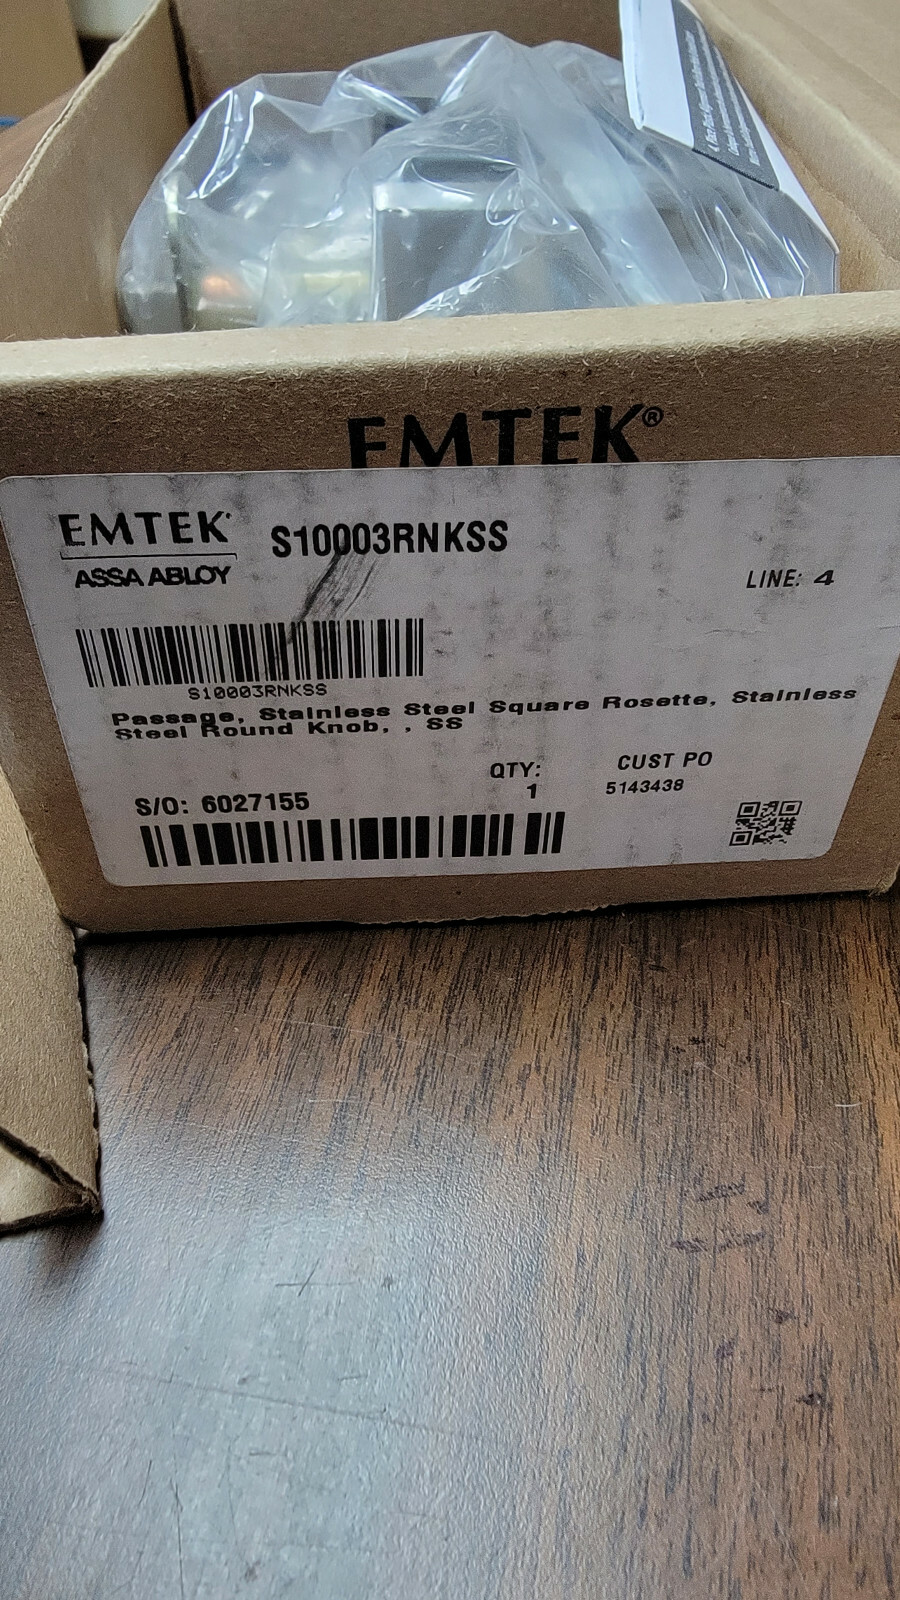 EMTEK®
EMTEK
ASSA ABLOY
S10003RNKSS
LINE: 4
S10003RNKSS
Passage, Stainless Steel Square Rosette, Stainless
Steel Round Knob, , SS
QTY:
1
CUST PO
5143438
S/O: 6027155